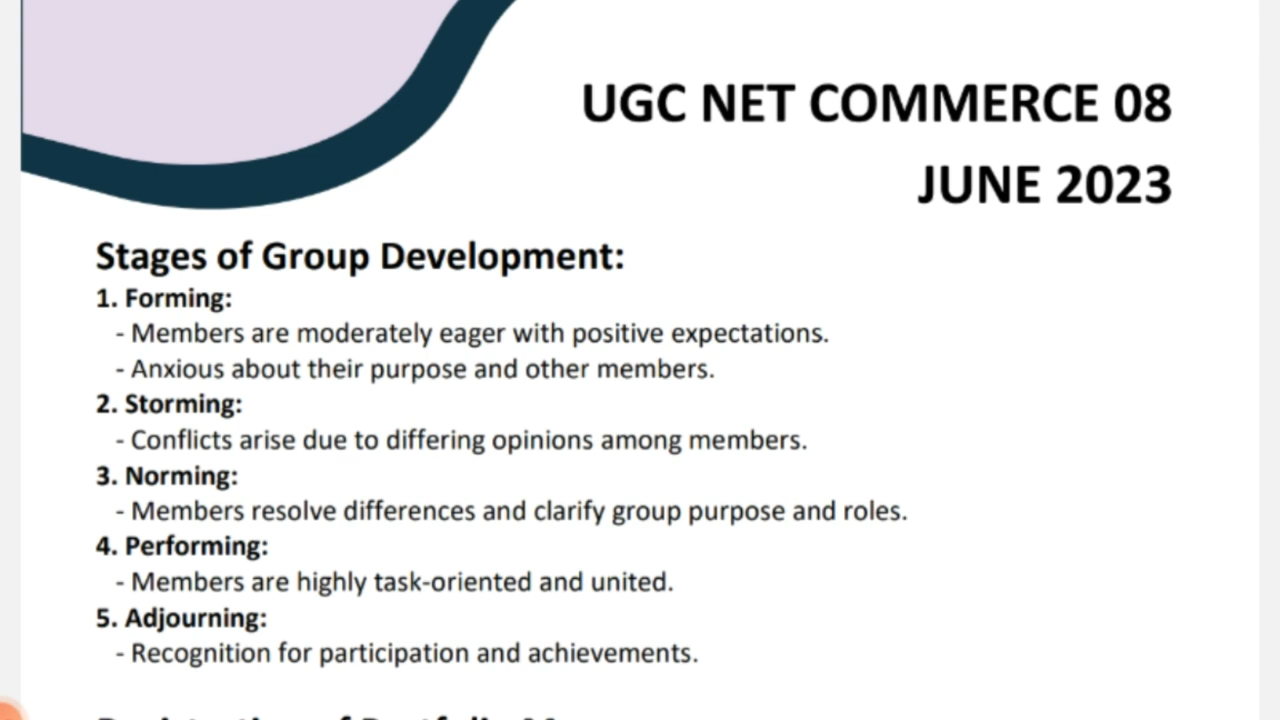 UGC NET COMMERCE 08
JUNE 2023
Stages of Group Development:
1. Forming:
- Members are moderately eager with positive expectations.
- Anxious about their purpose and other members.
2. Storming:
- Conflicts arise due to differing opinions among members.
3. Norming:
- Members resolve differences and clarify group purpose and roles.
4. Performing:
- Members are highly task-oriented and united.
5. Adjourning:
- Recognition for participation and achievements.